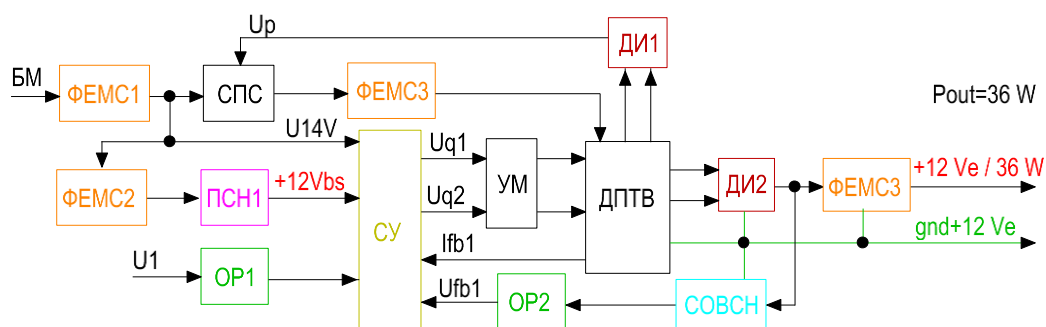 Up
ДИ1
БМ
ФЕМС1
СПС
ФЕМС3
Pout=36 W
U14V
Uq1
+12 Ve / 36 W
ФЕМС2
ПСН1
+12Vbs
СУ
Uq2
УМ
ДПТВ
ДИ2
ФЕМС3
gnd+12 Ve
Ifb1
U1
ОР1
Ufb1
ОР2
СОВСН